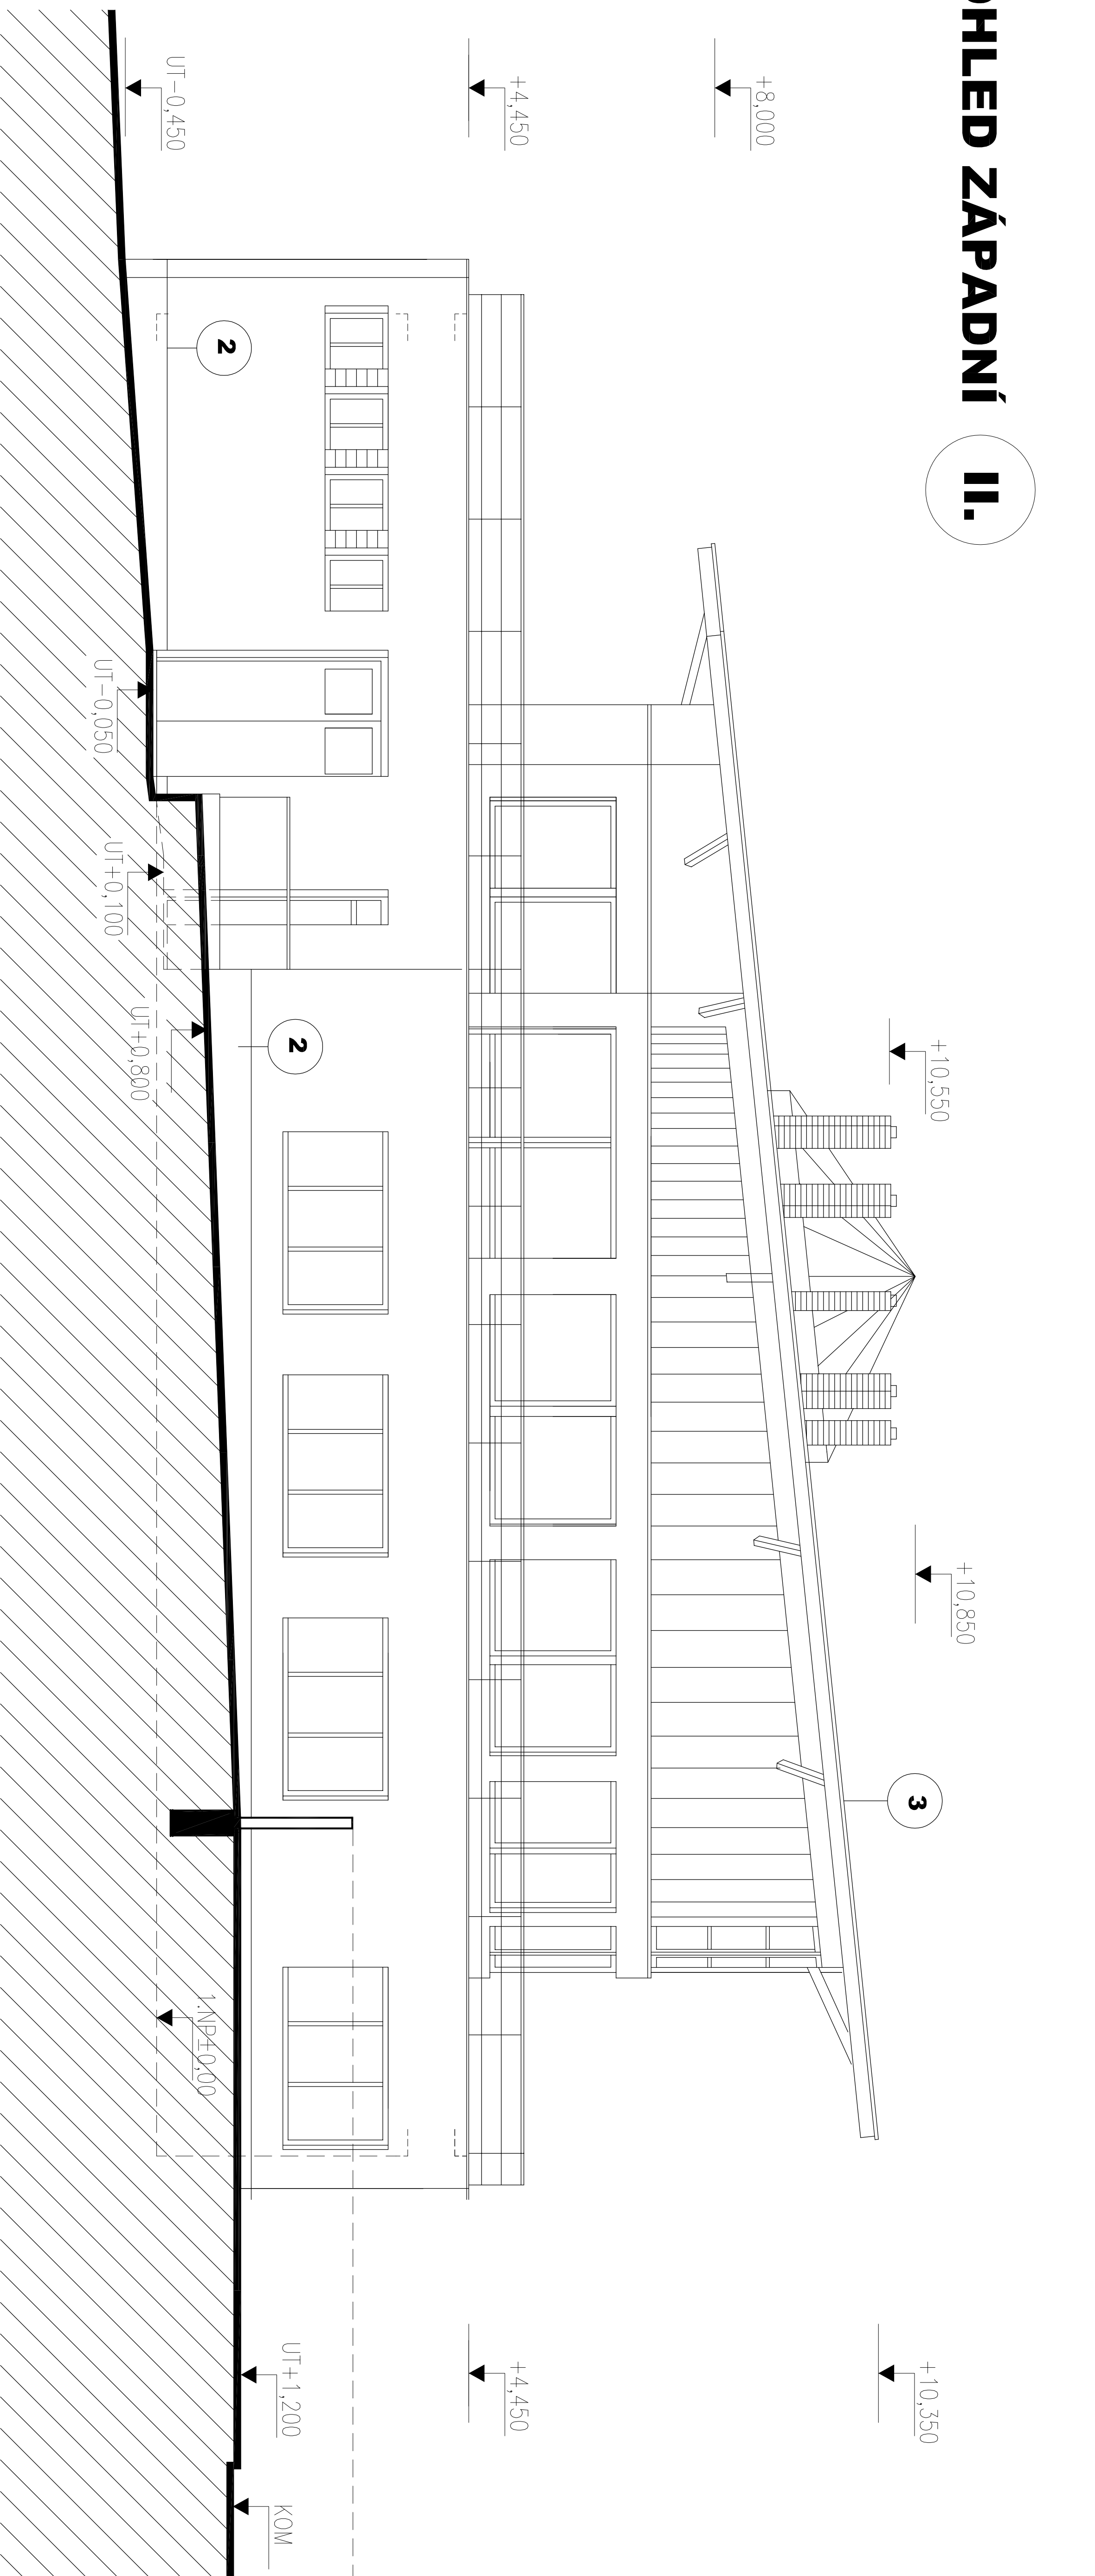 OHLED ZÁPADNÍ II.
+10,850
+10,550
+10,350
3
+8,000
+4,450
+4,450
2
2
UT-0,450
UT-0,050
UT+0,100
UT+0,800
1.NP±0,00
UT+1,200
KOM